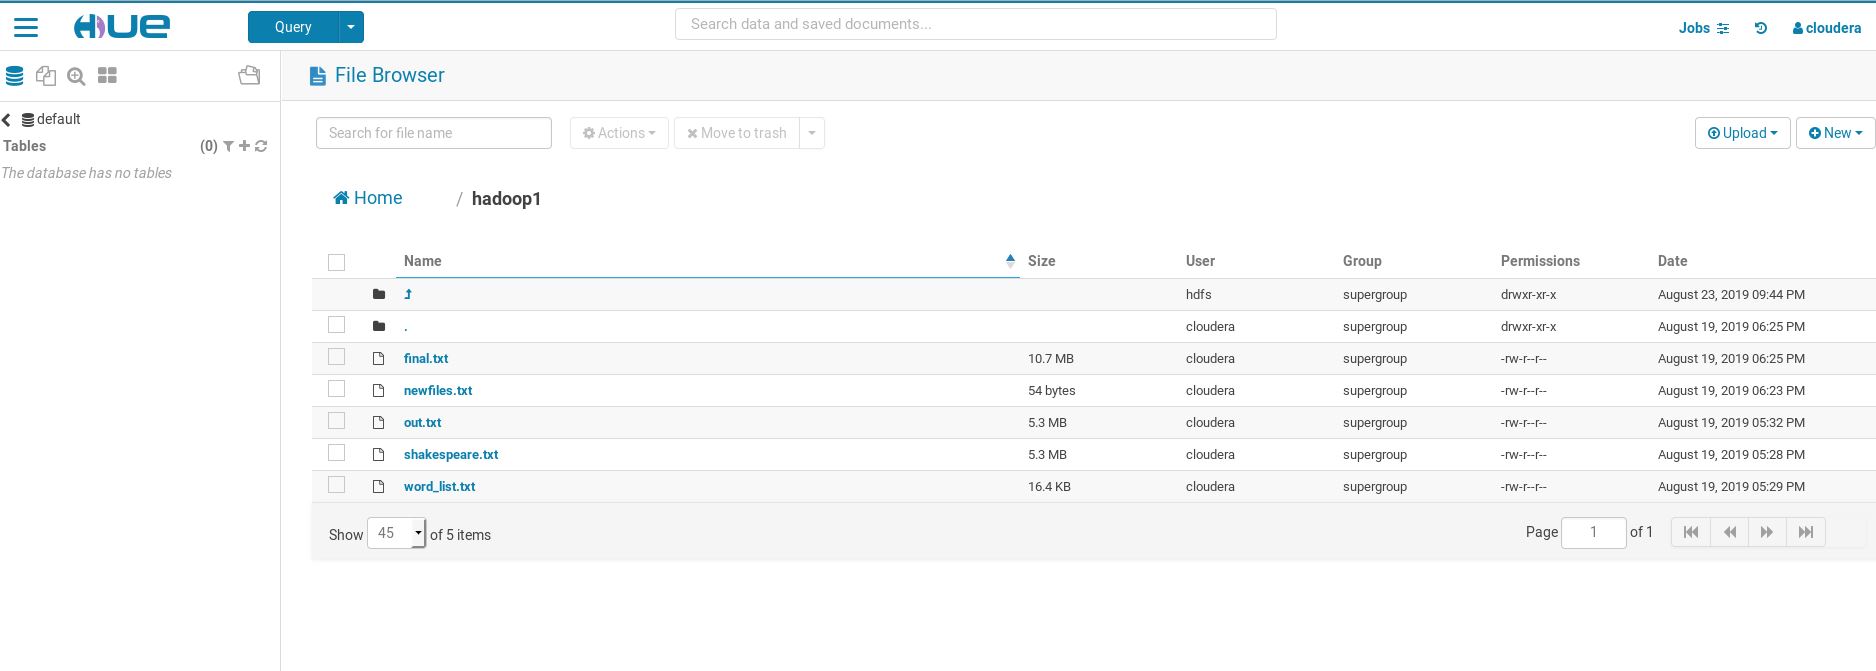 HUE
Query
Search data and saved documents...
Jobs
cloudera
File Browser
default
Tables (0)
The database has no tables
Search for file name
Actions
Move to trash
Upload
New
Home / hadoop1
Name Size User Group Permissions Date
hdfs supergroup drwxr-xr-x August 23, 2019 09:44 PM
. cloudera supergroup drwxr-xr-x August 19, 2019 06:25 PM
final.txt 10.7 MB cloudera supergroup -rw-r--r-- August 19, 2019 06:25 PM
newfiles.txt 54 bytes cloudera supergroup -rw-r--r-- August 19, 2019 06:23 PM
out.txt 5.3 MB cloudera supergroup -rw-r--r-- August 19, 2019 05:32 PM
shakespeare.txt 5.3 MB cloudera supergroup -rw-r--r-- August 19, 2019 05:28 PM
word_list.txt 16.4 KB cloudera supergroup -rw-r--r-- August 19, 2019 05:29 PM
Show 45 of 5 items
Page 1 of 1